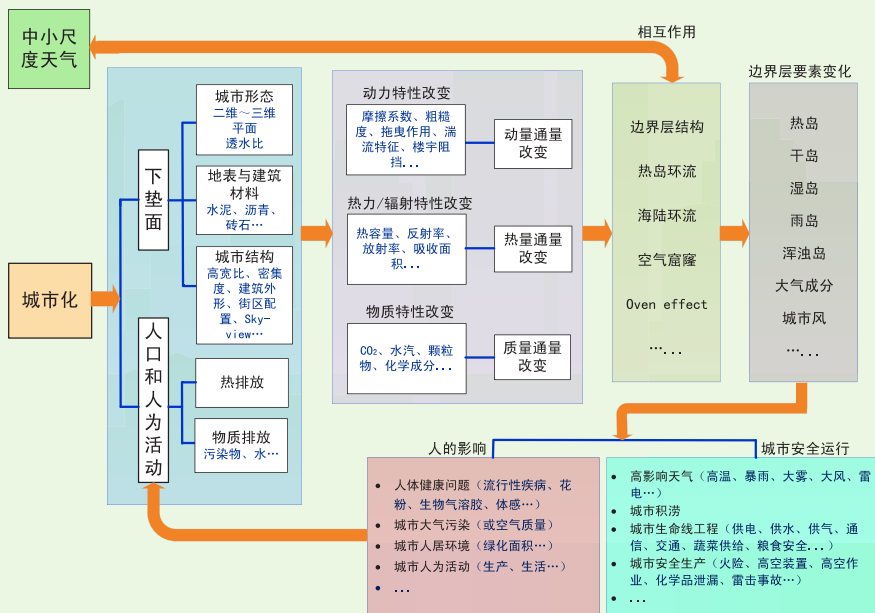 中小尺
度天气
相互作用
边界层要素变化
城市化
下
垫
面
人
口
和
人
为
活
动
城市形态
二维～三维
平面
透水比
地表与建筑
材料
水泥、沥青、
砖石…
城市结构
高宽比、密集
度、建筑外
形、街区配
置、Sky-
view…
热排放
物质排放
污染物、水…
动力特性改变
摩擦系数、粗糙
度、拖曳作用、湍
流特征、楼宇阻
挡...
动量通量
改变
热力/辐射特性改变
热容量、反射率、
放射率、吸收面
积...
热量通量
改变
物质特性改变
CO₂、水汽、颗粒
物、化学成分...
质量通量
改变
边界层结构
热岛环流
海陆环流
空气窟窿
Oven effect
…...
热岛
干岛
湿岛
雨岛
浑浊岛
大气成分
城市风
…...
人的影响
• 人体健康问题（流行性疾病、花
粉、生物气溶胶、体感…）
• 城市大气污染（或空气质量）
• 城市人居环境（绿化面积…）
• 城市人为活动（生产、生活…）
• ...
城市安全运行
• 高影响天气（高温、暴雨、大雾、大风、雷
电…）
• 城市积涝
• 城市生命线工程（供电、供水、供气、通
信、交通、蔬菜供给、粮食安全...）
• 城市安全生产（火险、高空装置、高空作
业、化学品泄漏、雷击事故…）
• ...